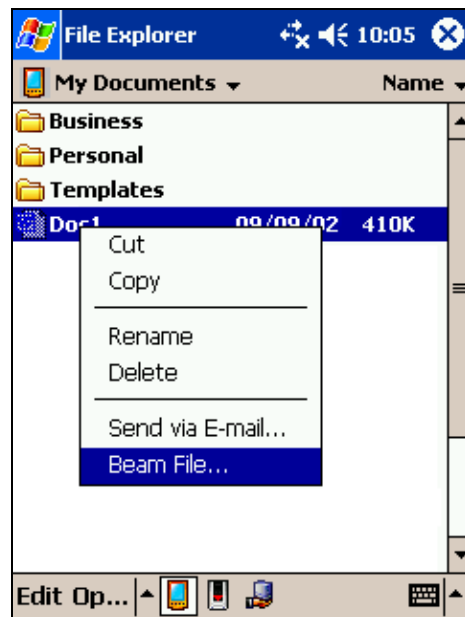 File Explorer 10:05
My Documents Name
Business
Personal
Templates
Doc1 09/09/02 410K
Cut
Copy
Rename
Delete
Send via E-mail...
Beam File...
Edit Op...